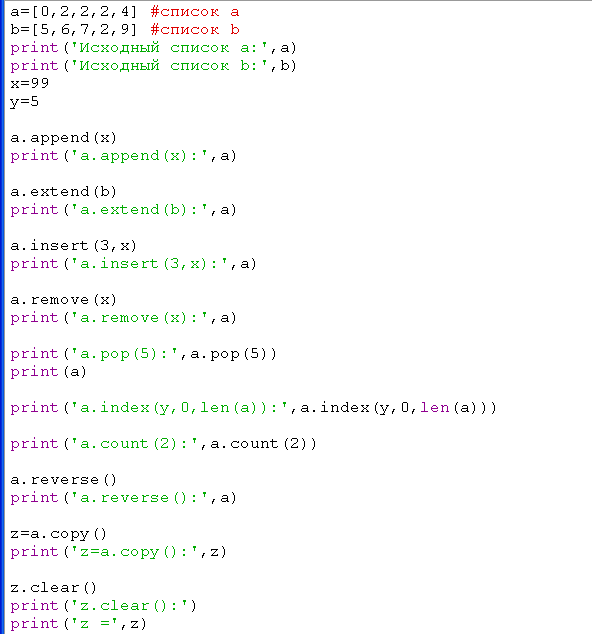 a=[0,2,2,2,4] #список a
b=[5,6,7,2,9] #список b
print('Исходный список a:',a)
print('Исходный список b:',b)
x=99
y=5
a.append(x)
print('a.append(x):',a)
a.extend(b)
print('a.extend(b):',a)
a.insert(3,x)
print('a.insert(3,x):',a)
a.remove(x)
print('a.remove(x):',a)
print('a.pop(5):',a.pop(5))
print(a)
print('a.index(y,0,len(a)):',a.index(y,0,len(a)))
print('a.count(2):',a.count(2))
a.reverse()
print('a.reverse():',a)
z=a.copy()
print('z=a.copy():',z)
z.clear()
print('z.clear():')
print('z =',z)